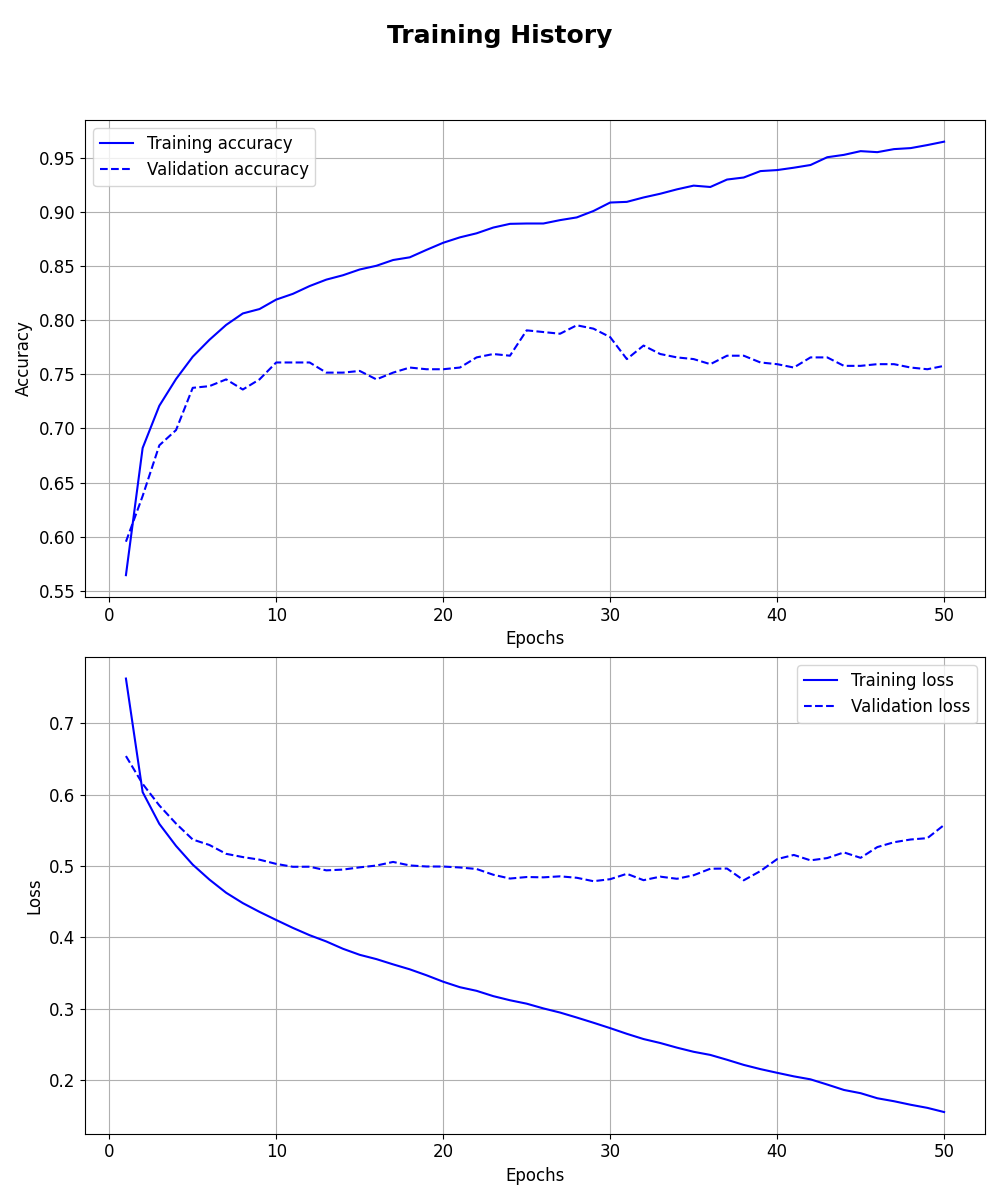 Training History
Training accuracy
Validation accuracy
0.95
0.90
0.85
0.80
0.75
0.70
0.65
0.60
0.55
Accuracy
0 10 20 30 40 50
Epochs
Training loss
Validation loss
0.7
0.6
0.5
0.4
0.3
0.2
Loss
0 10 20 30 40 50
Epochs